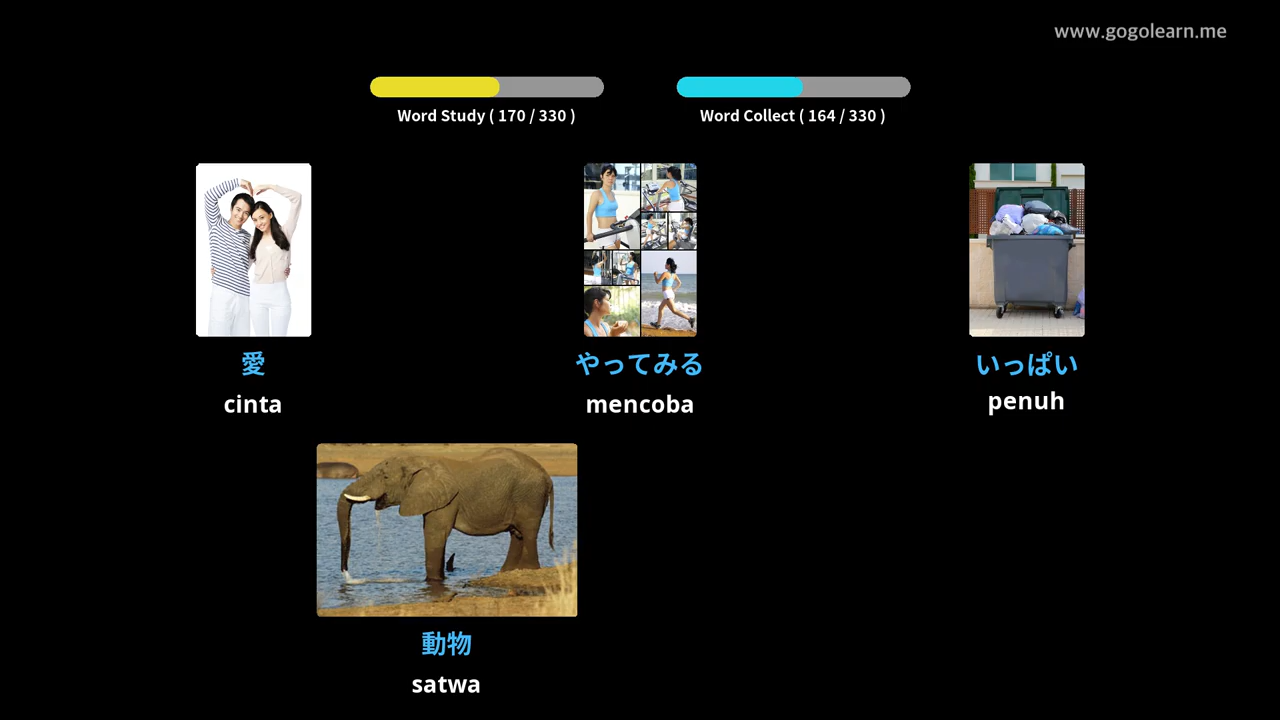 www.gogolearn.me
Word Study ( 170 / 330 )
Word Collect ( 164 / 330 )
愛
cinta
やってみる
mencoba
いっぱい
penuh
動物
satwa